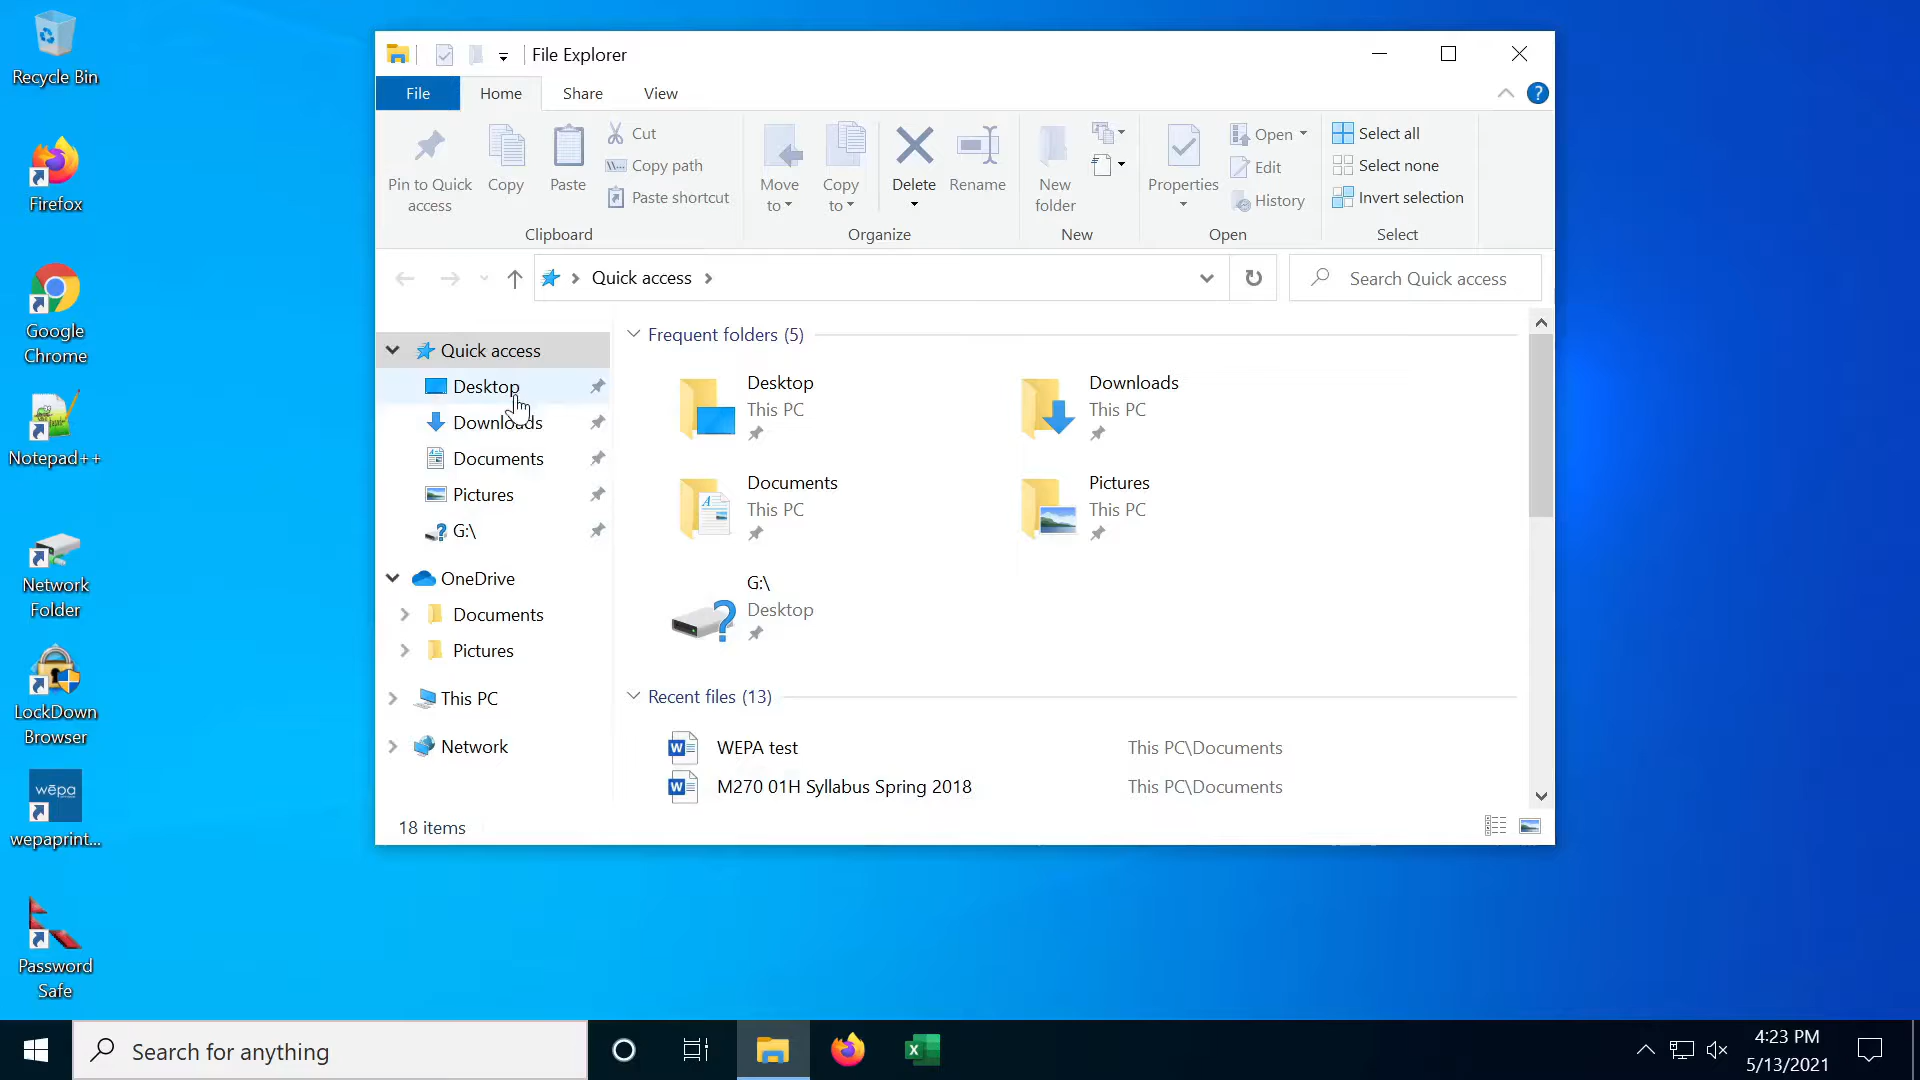 Recycle Bin
Firefox
Google
Chrome
Notepad++
Network
Folder
LockDown
Browser
wēpa
wepaprint...
Password
Safe
File Explorer
File
Home
Share
View
?
Pin to Quick
access
Copy
Paste
Cut
Copy path
Paste shortcut
Clipboard
Move
to
Copy
to
Delete
Rename
Organize
New
folder
New
Properties
Open
Edit
History
Open
Select all
Select none
Invert selection
Select
Quick access
Search Quick access
Quick access
Desktop
Downloads
Documents
Pictures
G:\
OneDrive
Documents
Pictures
This PC
Network
Frequent folders (5)
Desktop
This PC
Downloads
This PC
Documents
This PC
Pictures
This PC
G:\
Desktop
Recent files (13)
WEPA test
This PC\Documents
M270 01H Syllabus Spring 2018
This PC\Documents
18 items
Search for anything
4:23 PM
5/13/2021